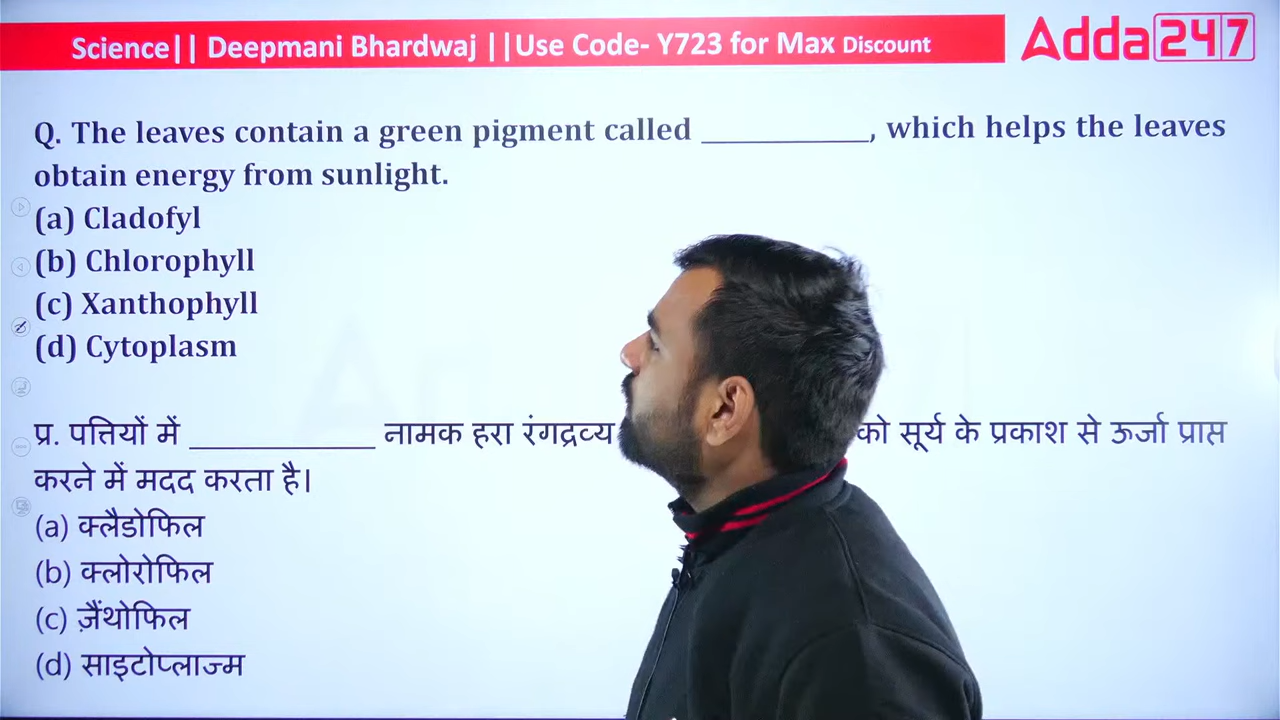 Science|| Deepmani Bhardwaj ||Use Code- Y723 for Max Discount
Adda247
Q. The leaves contain a green pigment called ____________, which helps the leaves
obtain energy from sunlight.
(a) Cladofyl
(b) Chlorophyll
(c) Xanthophyll
(d) Cytoplasm
प्र. पत्तियों में ____________ नामक हरा रंगद्रव्य को सूर्य के प्रकाश से ऊर्जा प्राप्त
करने में मदद करता है।
(a) क्लैडोफिल
(b) क्लोरोफिल
(c) ज़ैंथोफिल
(d) साइटोप्लाज्म